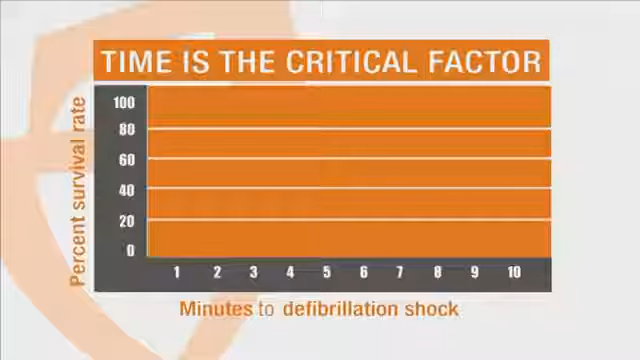 TIME IS THE CRITICAL FACTOR
Percent survival rate
100
80
60
40
20
0
1 2 3 4 5 6 7 8 9 10
Minutes to defibrillation shock